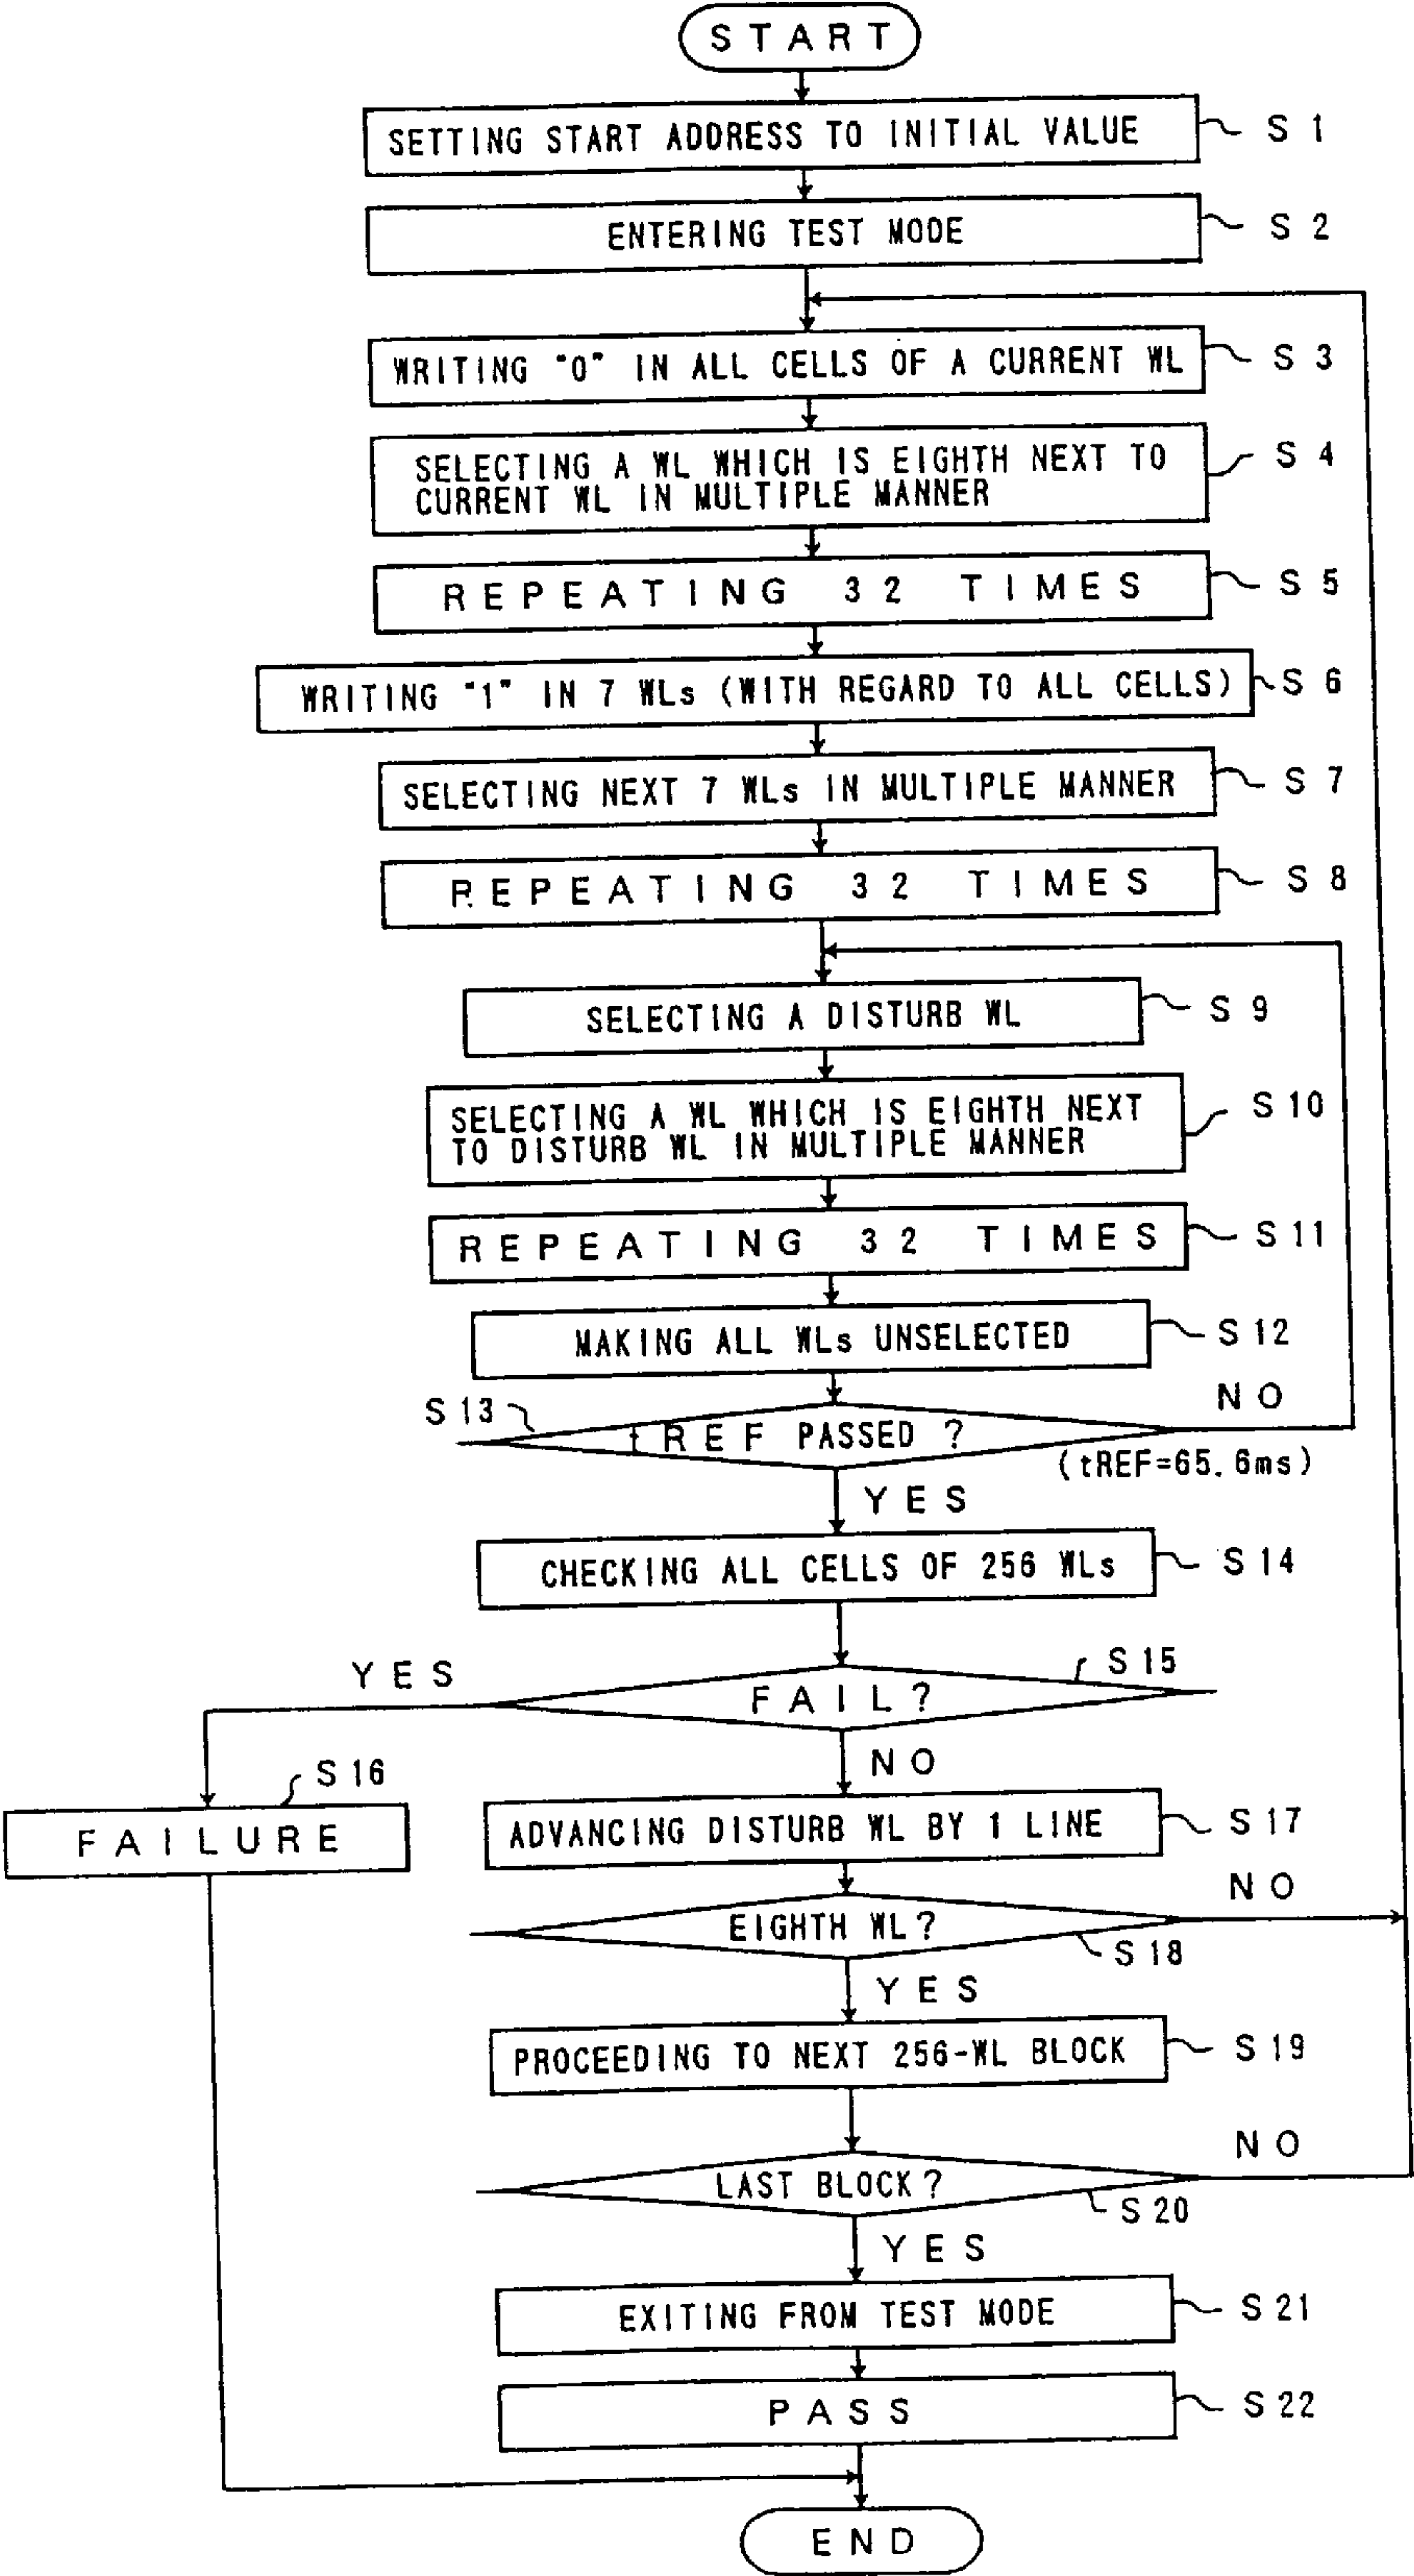 START
SETTING START ADDRESS TO INITIAL VALUE
S1
ENTERING TEST MODE
S2
WRITING "0" IN ALL CELLS OF A CURRENT WL
S3
SELECTING A WL WHICH IS EIGHTH NEXT TO
CURRENT WL IN MULTIPLE MANNER
S4
REPEATING 32 TIMES
S5
WRITING "1" IN 7 WLs (WITH REGARD TO ALL CELLS)
S6
SELECTING NEXT 7 WLs IN MULTIPLE MANNER
S7
REPEATING 32 TIMES
S8
SELECTING A DISTURB WL
S9
SELECTING A WL WHICH IS EIGHTH NEXT
TO DISTURB WL IN MULTIPLE MANNER
S10
REPEATING 32 TIMES
S11
MAKING ALL WLs UNSELECTED
S12
S13
tREF PASSED ?
NO
(tREF=65.6ms)
YES
CHECKING ALL CELLS OF 256 WLs
S14
YES
FAIL?
S15
NO
S16
FAILURE
ADVANCING DISTURB WL BY 1 LINE
S17
EIGHTH WL?
NO
S18
YES
PROCEEDING TO NEXT 256-WL BLOCK
S19
LAST BLOCK?
NO
S20
YES
EXITING FROM TEST MODE
S21
PASS
S22
END